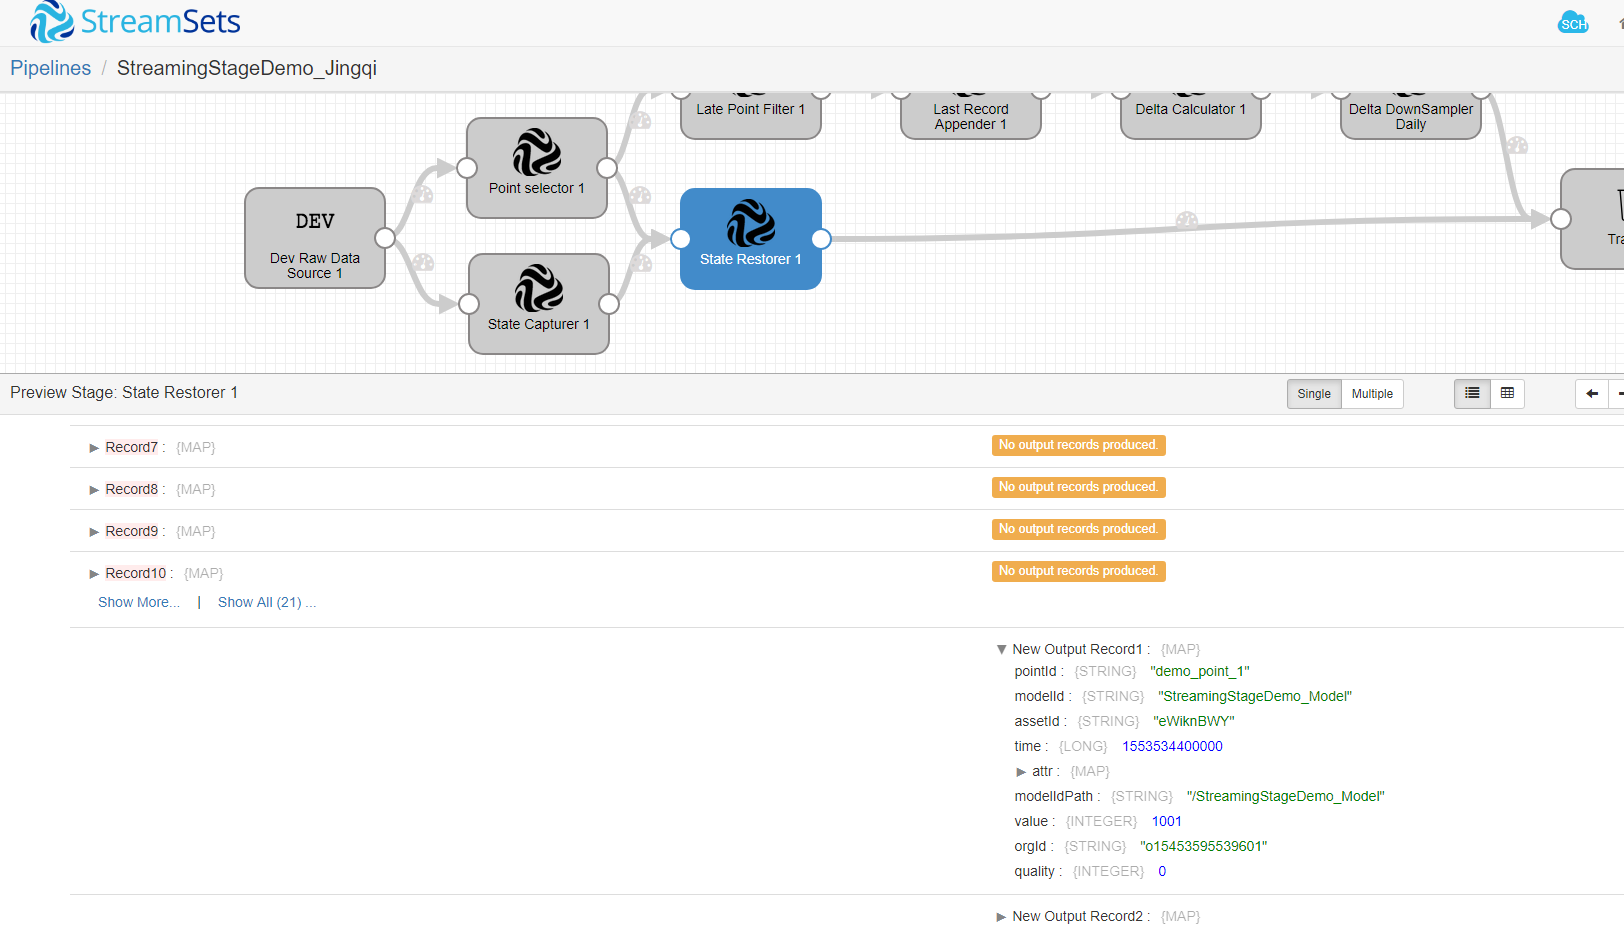 StreamSets
SCH
Pipelines / StreamingStageDemo_Jingqi
Late Point Filter 1
Last Record
Appender 1
Delta Calculator 1
Delta DownSampler
Daily
Point selector 1
DEV
Dev Raw Data
Source 1
State Restorer 1
State Capturer 1
Preview Stage: State Restorer 1
Single
Multiple
Record7 : {MAP}
No output records produced.
Record8 : {MAP}
No output records produced.
Record9 : {MAP}
No output records produced.
Record10 : {MAP}
No output records produced.
Show More... | Show All (21) ...
New Output Record1 : {MAP}
pointId : {STRING} "demo_point_1"
modelId : {STRING} "StreamingStageDemo_Model"
assetId : {STRING} "eWiknBWY"
time : {LONG} 1553534400000
attr : {MAP}
modelIdPath : {STRING} "/StreamingStageDemo_Model"
value : {INTEGER} 1001
orgId : {STRING} "o15453595539601"
quality : {INTEGER} 0
New Output Record2 : {MAP}